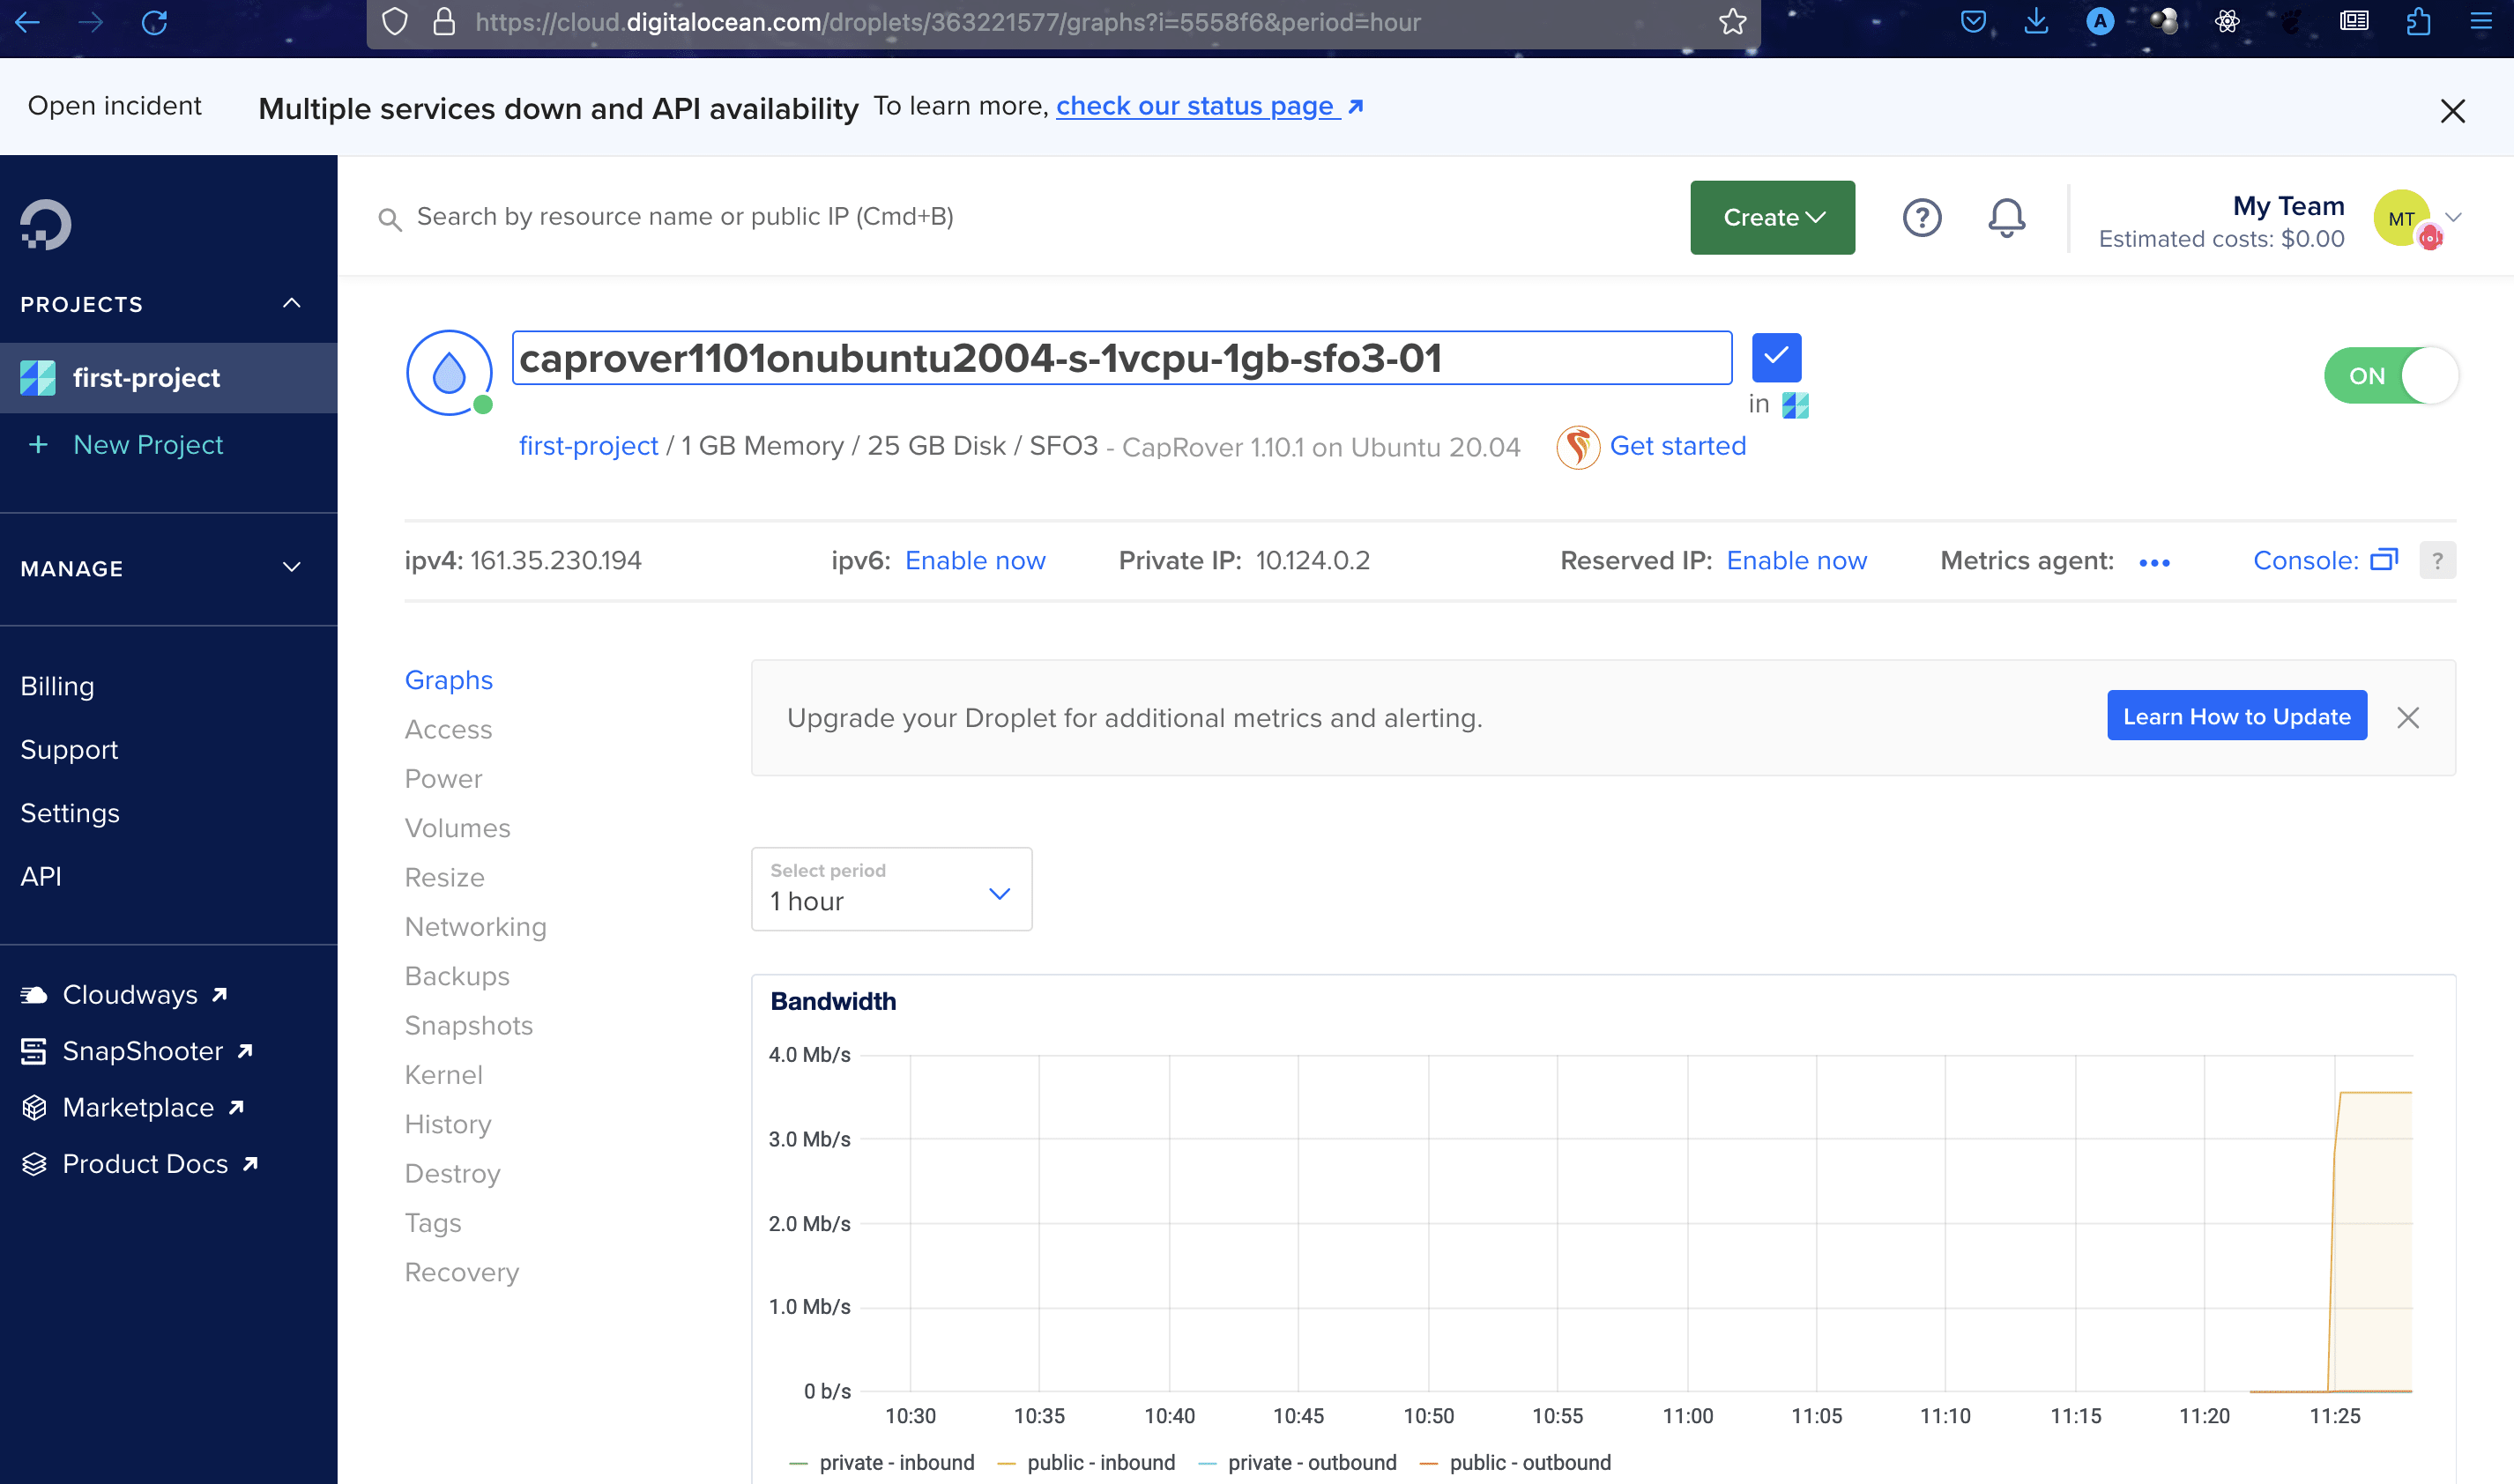 https://cloud.digitalocean.com/droplets/363221577/graphs?i=5558f6&period=hour
A
Open incident Multiple services down and API availability To learn more, check our status page
Search by resource name or public IP (Cmd+B)
Create
?
My Team
Estimated costs: $0.00
MT
PROJECTS
first-project
+ New Project
MANAGE
Billing
Support
Settings
API
Cloudways
SnapShooter
Marketplace
Product Docs
caprover1101onubuntu2004-s-1vcpu-1gb-sfo3-01
in
ON
first-project / 1 GB Memory / 25 GB Disk / SFO3 - CapRover 1.10.1 on Ubuntu 20.04 Get started
ipv4: 161.35.230.194 ipv6: Enable now Private IP: 10.124.0.2 Reserved IP: Enable now Metrics agent: ••• Console: ?
Graphs
Access
Power
Volumes
Resize
Networking
Backups
Snapshots
Kernel
History
Destroy
Tags
Recovery
Upgrade your Droplet for additional metrics and alerting.
Learn How to Update
Select period
1 hour
Bandwidth
4.0 Mb/s
3.0 Mb/s
2.0 Mb/s
1.0 Mb/s
0 b/s
10:30 10:35 10:40 10:45 10:50 10:55 11:00 11:05 11:10 11:15 11:20 11:25
private - inbound public - inbound private - outbound public - outbound